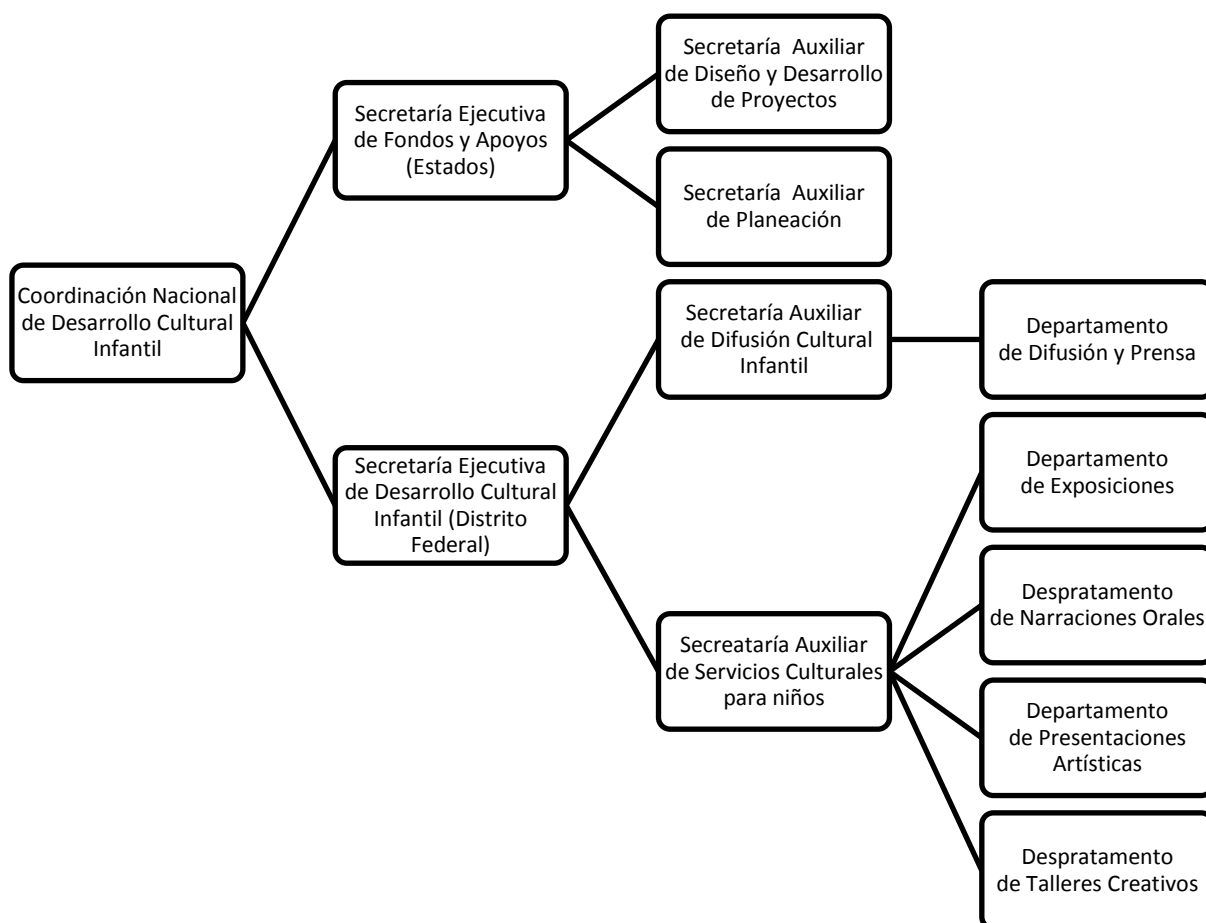 Secretaría Auxiliar
de Diseño y Desarrollo
de Proyectos
Secretaría Ejecutiva
de Fondos y Apoyos
(Estados)
Secretaría Auxiliar
de Planeación
Coordinación Nacional
de Desarrollo Cultural
Infantil
Secretaría Auxiliar
de Difusión Cultural
Infantil
Departamento
de Difusión y Prensa
Secretaría Ejecutiva
de Desarrollo Cultural
Infantil (Distrito
Federal)
Departamento
de Exposiciones
Despratamento
de Narraciones Orales
Secreataría Auxiliar
de Servicios Culturales
para niños
Departamento
de Presentaciones
Artísticas
Despratamento
de Talleres Creativos